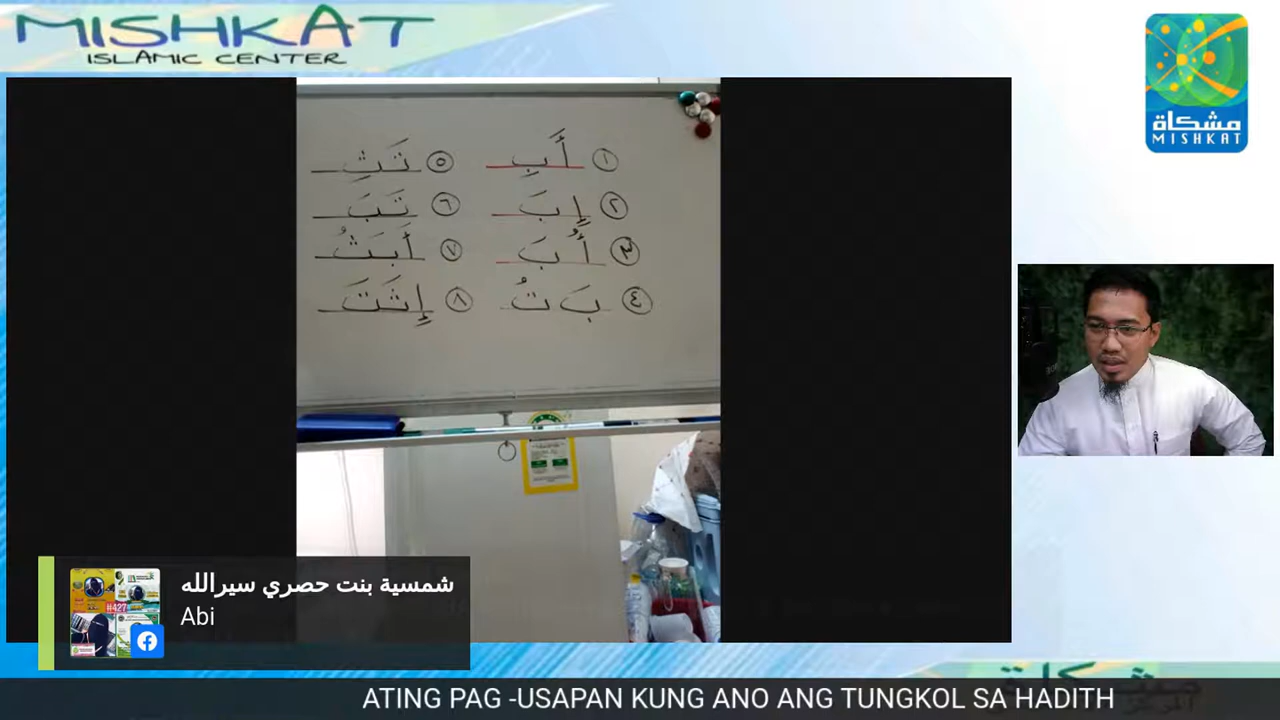 MISHKAT
ISLAMIC CENTER
مشكاة
MISHKAT
١ أَبِ
٢ إِبَ
٣ أُبَ
٤ بَ تُ
٥ تَثِ
٦ تَبَ
٧ أَبَثُ
٨ إِثَتَ
شمسية بنت حصري سيرالله
Abi
#427
ATING PAG -USAPAN KUNG ANO ANG TUNGKOL SA HADITH